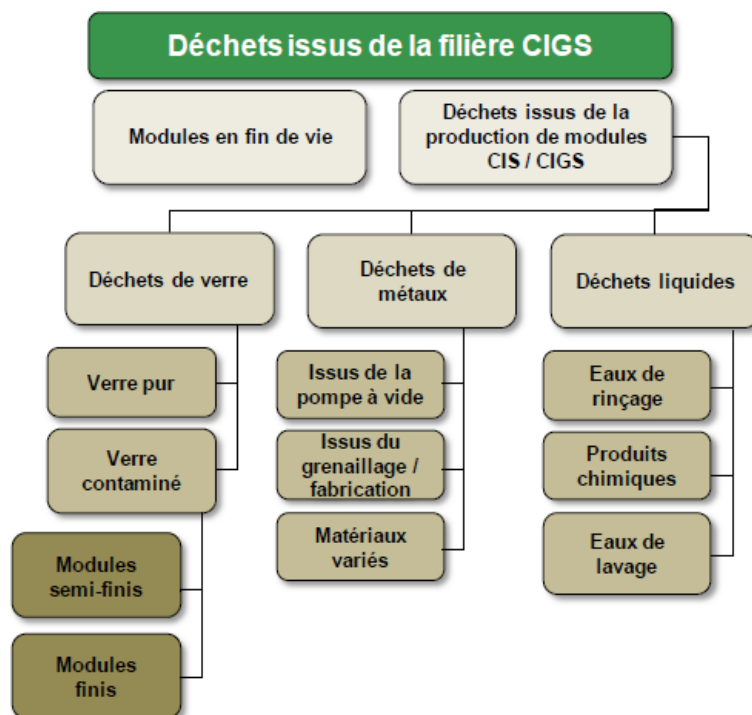 Déchets issus de la filière CIGS
Modules en fin de vie
Déchets issus de la
production de modules
CIS / CIGS
Déchets de verre
Déchets de
métaux
Déchets liquides
Verre pur
Verre
contaminé
Modules
semi-finis
Modules
finis
Issus de la
pompe à vide
Issus du
grenaillage /
fabrication
Matériaux
variés
Eaux de
rinçage
Produits
chimiques
Eaux de
lavage